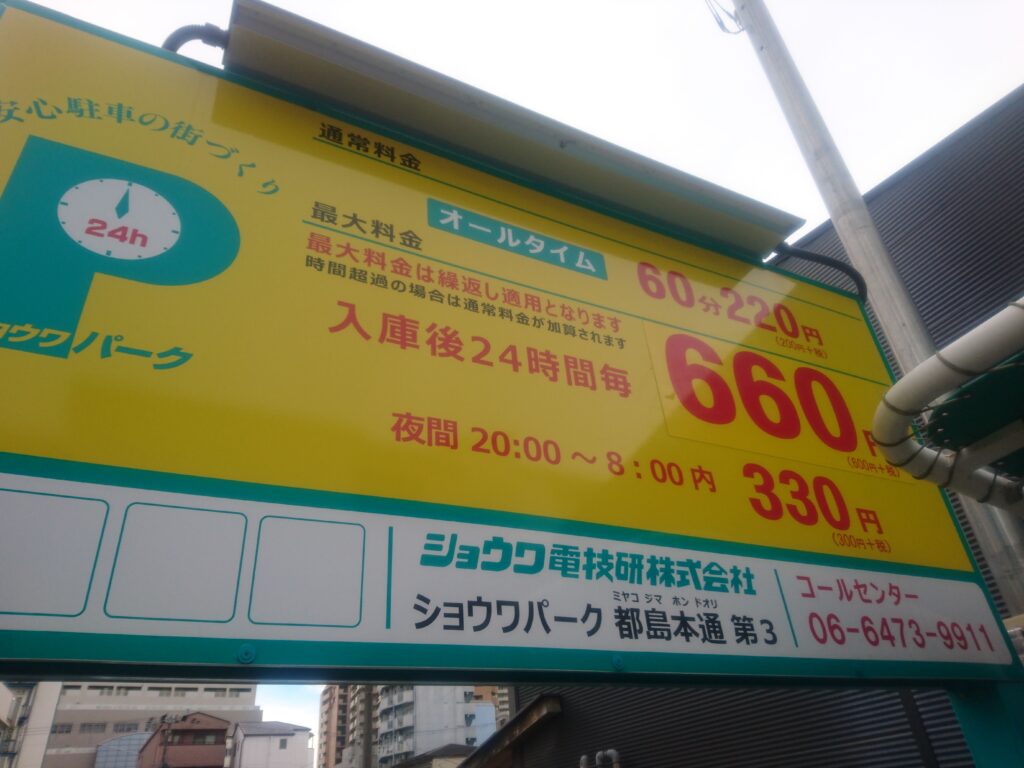 安心駐車の街づくり
24h
ショウワパーク
通常料金
オールタイム
60分220円
(200円+税)
最大料金
最大料金は繰返し適用となります
時間超過の場合は通常料金が加算されます
入庫後24時間毎
660円
(600円+税)
夜間 20:00～8:00内
330円
(300円+税)
ショウワ電技研株式会社
ミヤコ ジマ ホン ドオリ
ショウワパーク 都島本通 第3
コールセンター
06-6473-9911